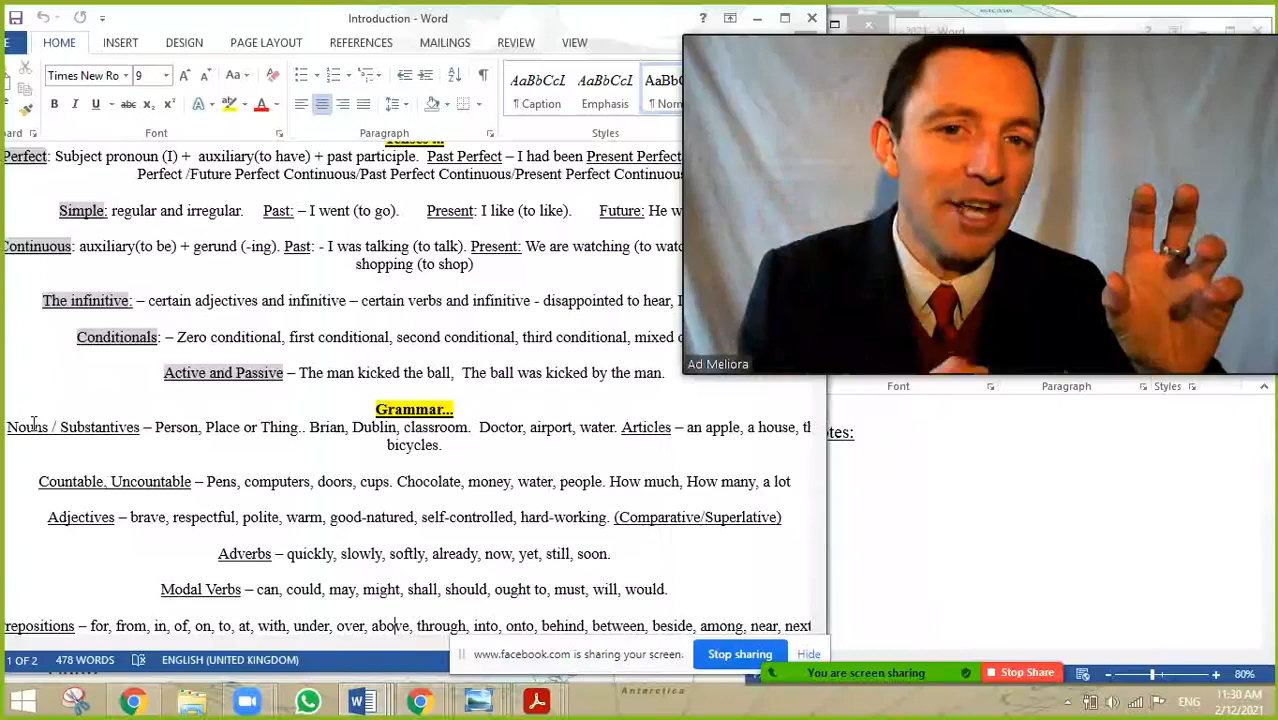 Introduction - Word
HOME INSERT DESIGN PAGE LAYOUT REFERENCES MAILINGS REVIEW VIEW
Times New Ro 9
AaBbCcL AaBbCcL AaBbC
¶ Caption Emphasis ¶ Norm
Font Paragraph Styles
Tenses ...
Perfect: Subject pronoun (I) + auxiliary(to have) + past participle. Past Perfect – I had been Present Perfect
Perfect /Future Perfect Continuous/Past Perfect Continuous/Present Perfect Continuous
Simple: regular and irregular. Past: – I went (to go). Present: I like (to like). Future: He w
Continuous: auxiliary(to be) + gerund (-ing). Past: - I was talking (to talk). Present: We are watching (to watc
shopping (to shop)
The infinitive: – certain adjectives and infinitive – certain verbs and infinitive - disappointed to hear, I
Conditionals: – Zero conditional, first conditional, second conditional, third conditional, mixed c
Active and Passive – The man kicked the ball, The ball was kicked by the man.
Grammar...
Nouns / Substantives – Person, Place or Thing.. Brian, Dublin, classroom. Doctor, airport, water. Articles – an apple, a house, th
bicycles.
Countable, Uncountable – Pens, computers, doors, cups. Chocolate, money, water, people. How much, How many, a lot
Adjectives – brave, respectful, polite, warm, good-natured, self-controlled, hard-working. (Comparative/Superlative)
Adverbs – quickly, slowly, softly, already, now, yet, still, soon.
Modal Verbs – can, could, may, might, shall, should, ought to, must, will, would.
repositions – for, from, in, of, on, to, at, with, under, over, above, through, into, onto, behind, between, beside, among, near, next
Ad Meliora
Font Paragraph Styles
otes:
1 OF 2 478 WORDS ENGLISH (UNITED KINGDOM)
www.facebook.com is sharing your screen. Stop sharing Hide
You are screen sharing Stop Share
80%
Antarctica
ENG
11:30 AM
2/12/2021